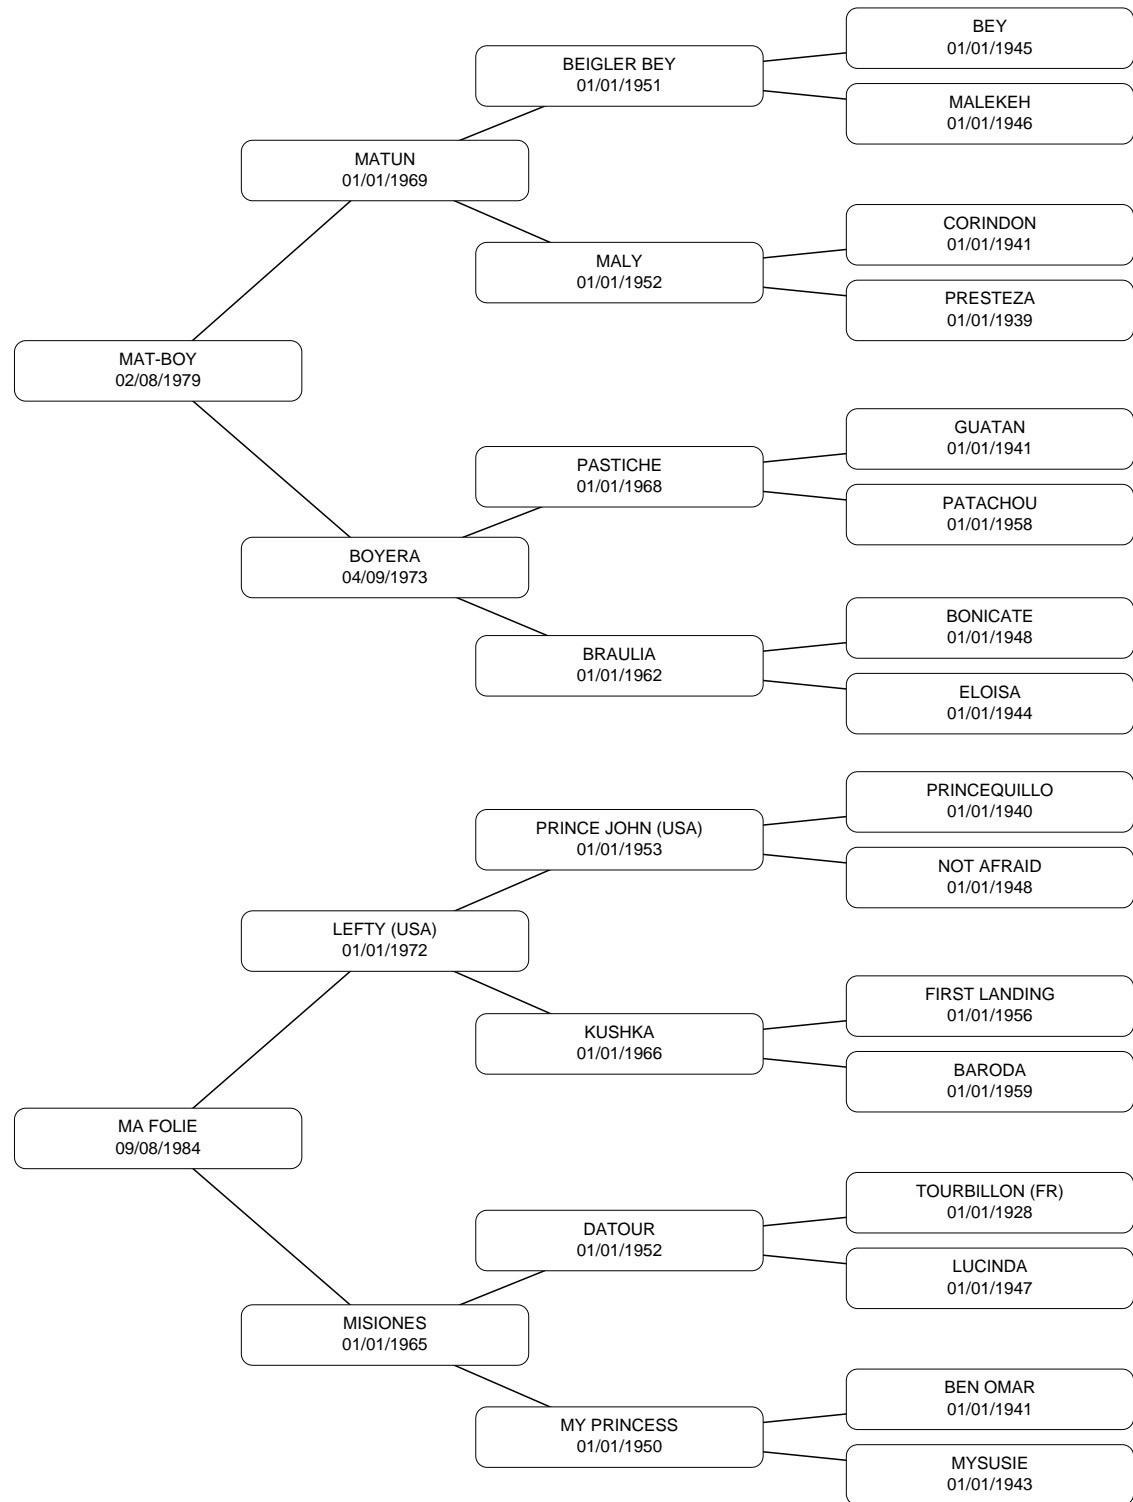 BEY
01/01/1945
BEIGLER BEY
01/01/1951
MALEKEH
01/01/1946
MATUN
01/01/1969
CORINDON
01/01/1941
MALY
01/01/1952
PRESTEZA
01/01/1939
MAT-BOY
02/08/1979
GUATAN
01/01/1941
PASTICHE
01/01/1968
PATACHOU
01/01/1958
BOYERA
04/09/1973
BONICATE
01/01/1948
BRAULIA
01/01/1962
ELOISA
01/01/1944
PRINCEQUILLO
01/01/1940
PRINCE JOHN (USA)
01/01/1953
NOT AFRAID
01/01/1948
LEFTY (USA)
01/01/1972
FIRST LANDING
01/01/1956
KUSHKA
01/01/1966
BARODA
01/01/1959
MA FOLIE
09/08/1984
TOURBILLON (FR)
01/01/1928
DATOUR
01/01/1952
LUCINDA
01/01/1947
MISIONES
01/01/1965
BEN OMAR
01/01/1941
MY PRINCESS
01/01/1950
MYSUSIE
01/01/1943